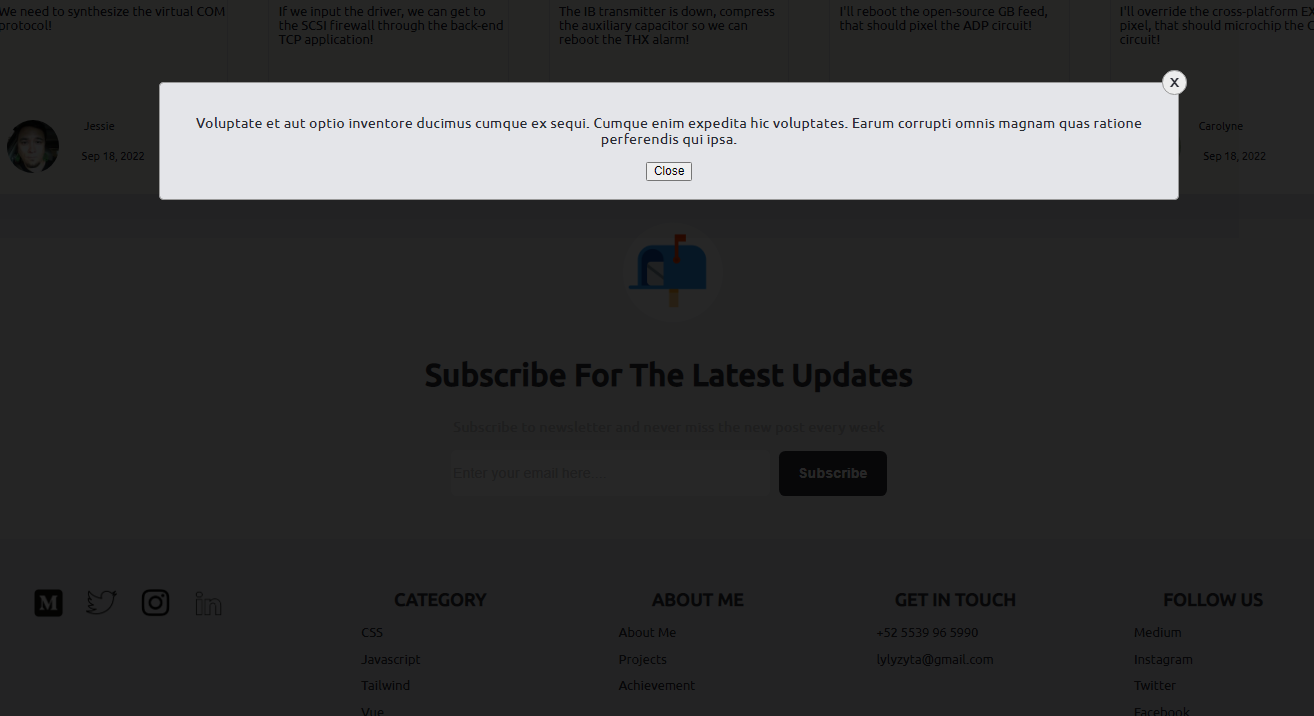 We need to synthesize the virtual COM
protocol!
If we input the driver, we can get to
the SCSI firewall through the back-end
TCP application!
The IB transmitter is down, compress
the auxiliary capacitor so we can
reboot the THX alarm!
I'll reboot the open-source GB feed,
that should pixel the ADP circuit!
I'll override the cross-platform
pixel, that should microchip the
circuit!
X
Voluptate et aut optio inventore ducimus cumque ex sequi. Cumque enim expedita hic voluptates. Earum corrupti omnis magnam quas ratione
perferendis qui ipsa.
Close
Jessie
Sep 18, 2022
Carolyne
Sep 18, 2022
Subscribe For The Latest Updates
Subscribe to newsletter and never miss the new post every week
Enter your email here...
Subscribe
M
in
CATEGORY
CSS
Javascript
Tailwind
Vue
ABOUT ME
About Me
Projects
Achievement
GET IN TOUCH
+52 5539 96 5990
lylyzyta@gmail.com
FOLLOW US
Medium
Instagram
Twitter
Facebook